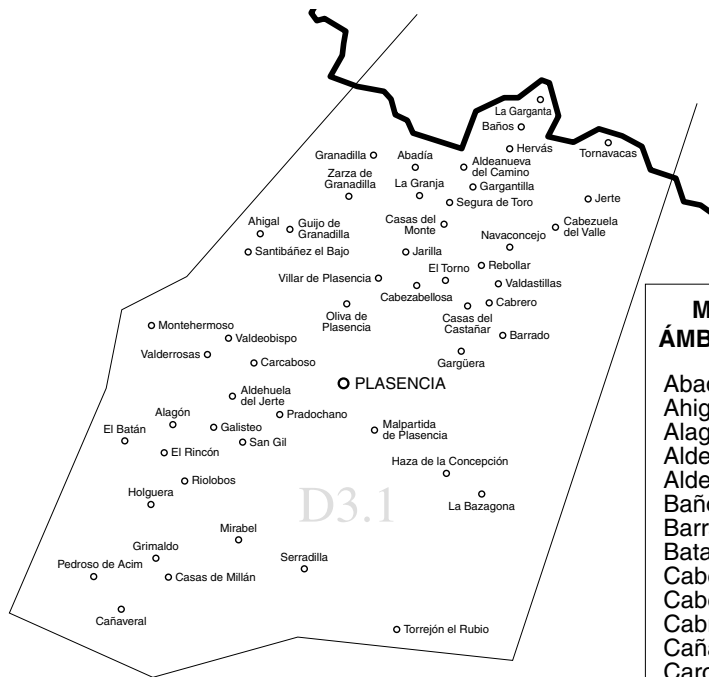 La Garganta
Baños
Hervás
Tornavacas
Granadilla
Abadía
Aldeanueva
del Camino
Zarza de
Granadilla
La Granja
Gargantilla
Segura de Toro
Jerte
Ahigal
Guijo de
Granadilla
Casas del
Monte
Cabezuela
del Valle
Navaconcejo
Santibáñez el Bajo
Jarilla
Rebollar
Villar de Plasencia
El Torno
Valdastillas
Cabezabellosa
Oliva de
Plasencia
Casas del
Castañar
Cabrero
Montehermoso
Valdeobispo
Barrado
Valderrosas
Carcaboso
Gargüera
PLASENCIA
Aldehuela
del Jerte
Pradochano
Alagón
El Batán
Galisteo
Malpartida
de Plasencia
San Gil
El Rincón
Haza de la Concepción
Riolobos
Holguera
La Bazagona
D3.1
Mirabel
Grimaldo
Serradilla
Pedroso de Acim
Casas de Millán
Cañaveral
Torrejón el Rubio
M
ÁMB
Abad
Ahig
Alag
Alde
Alde
Baño
Barr
Bata
Cabe
Cabe
Cabr
Caña
Carc